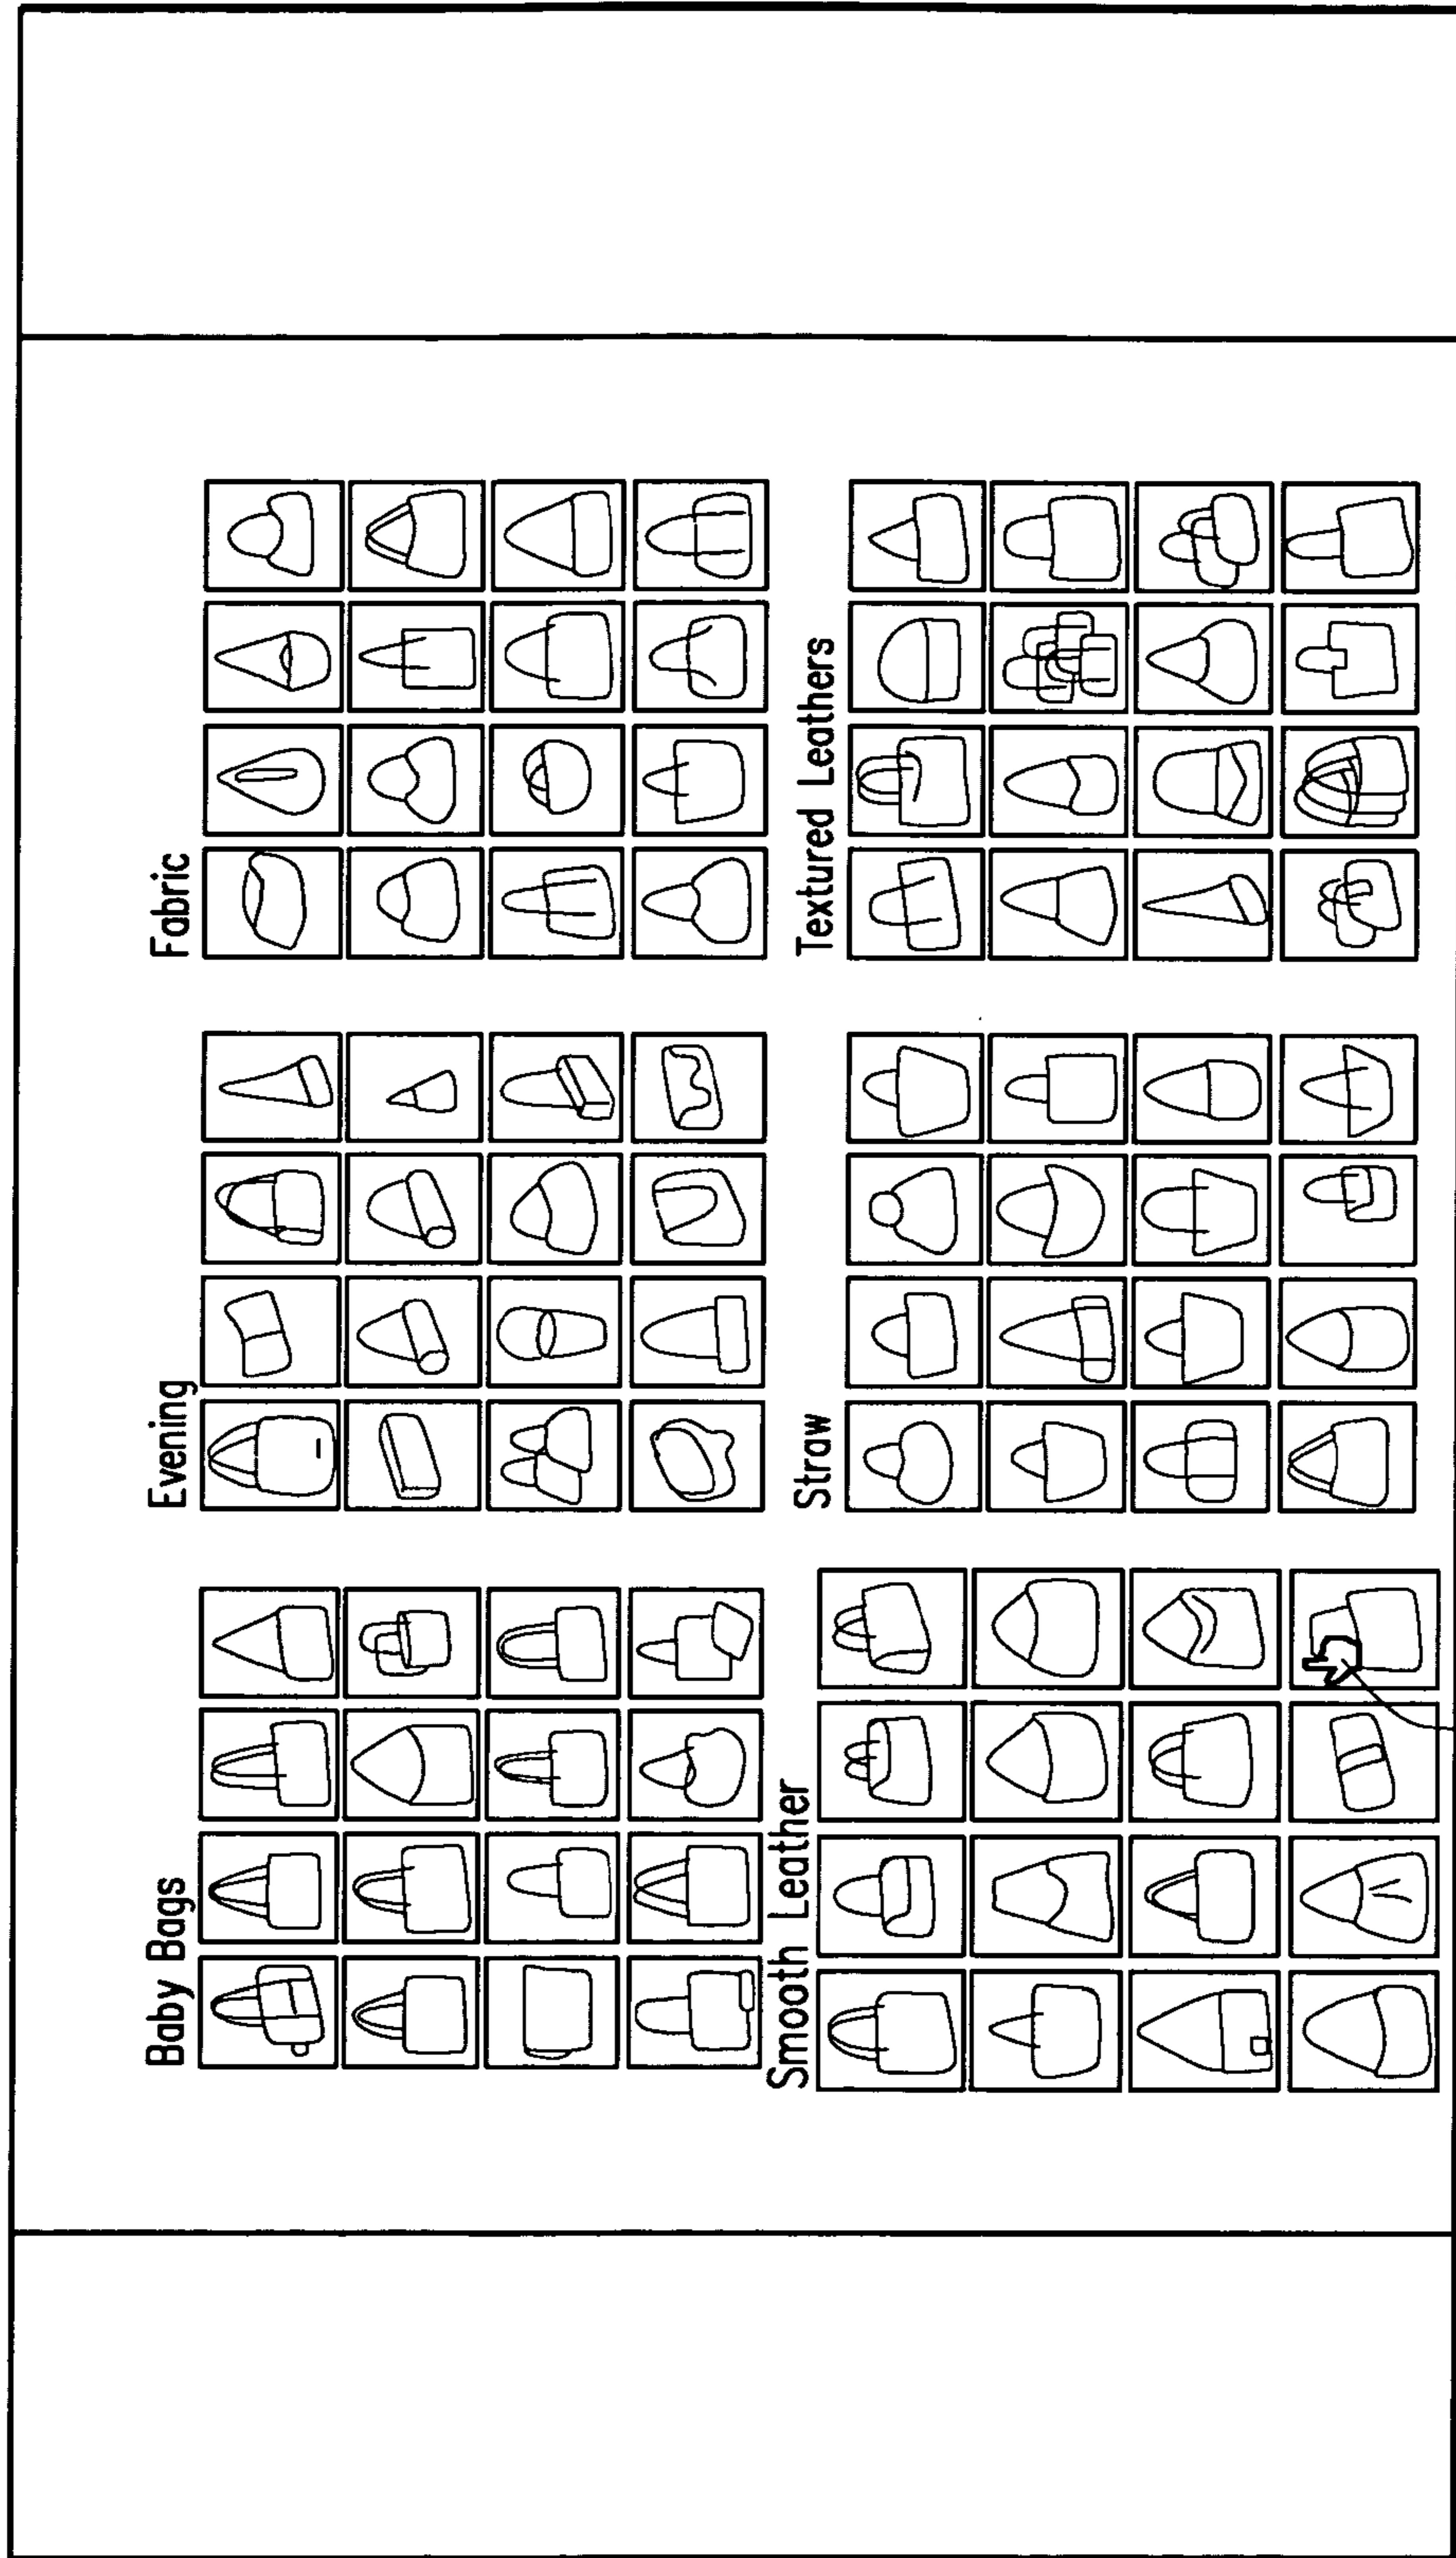 Baby Bags
Evening
Fabric
Smooth Leather
Straw
Textured Leathers